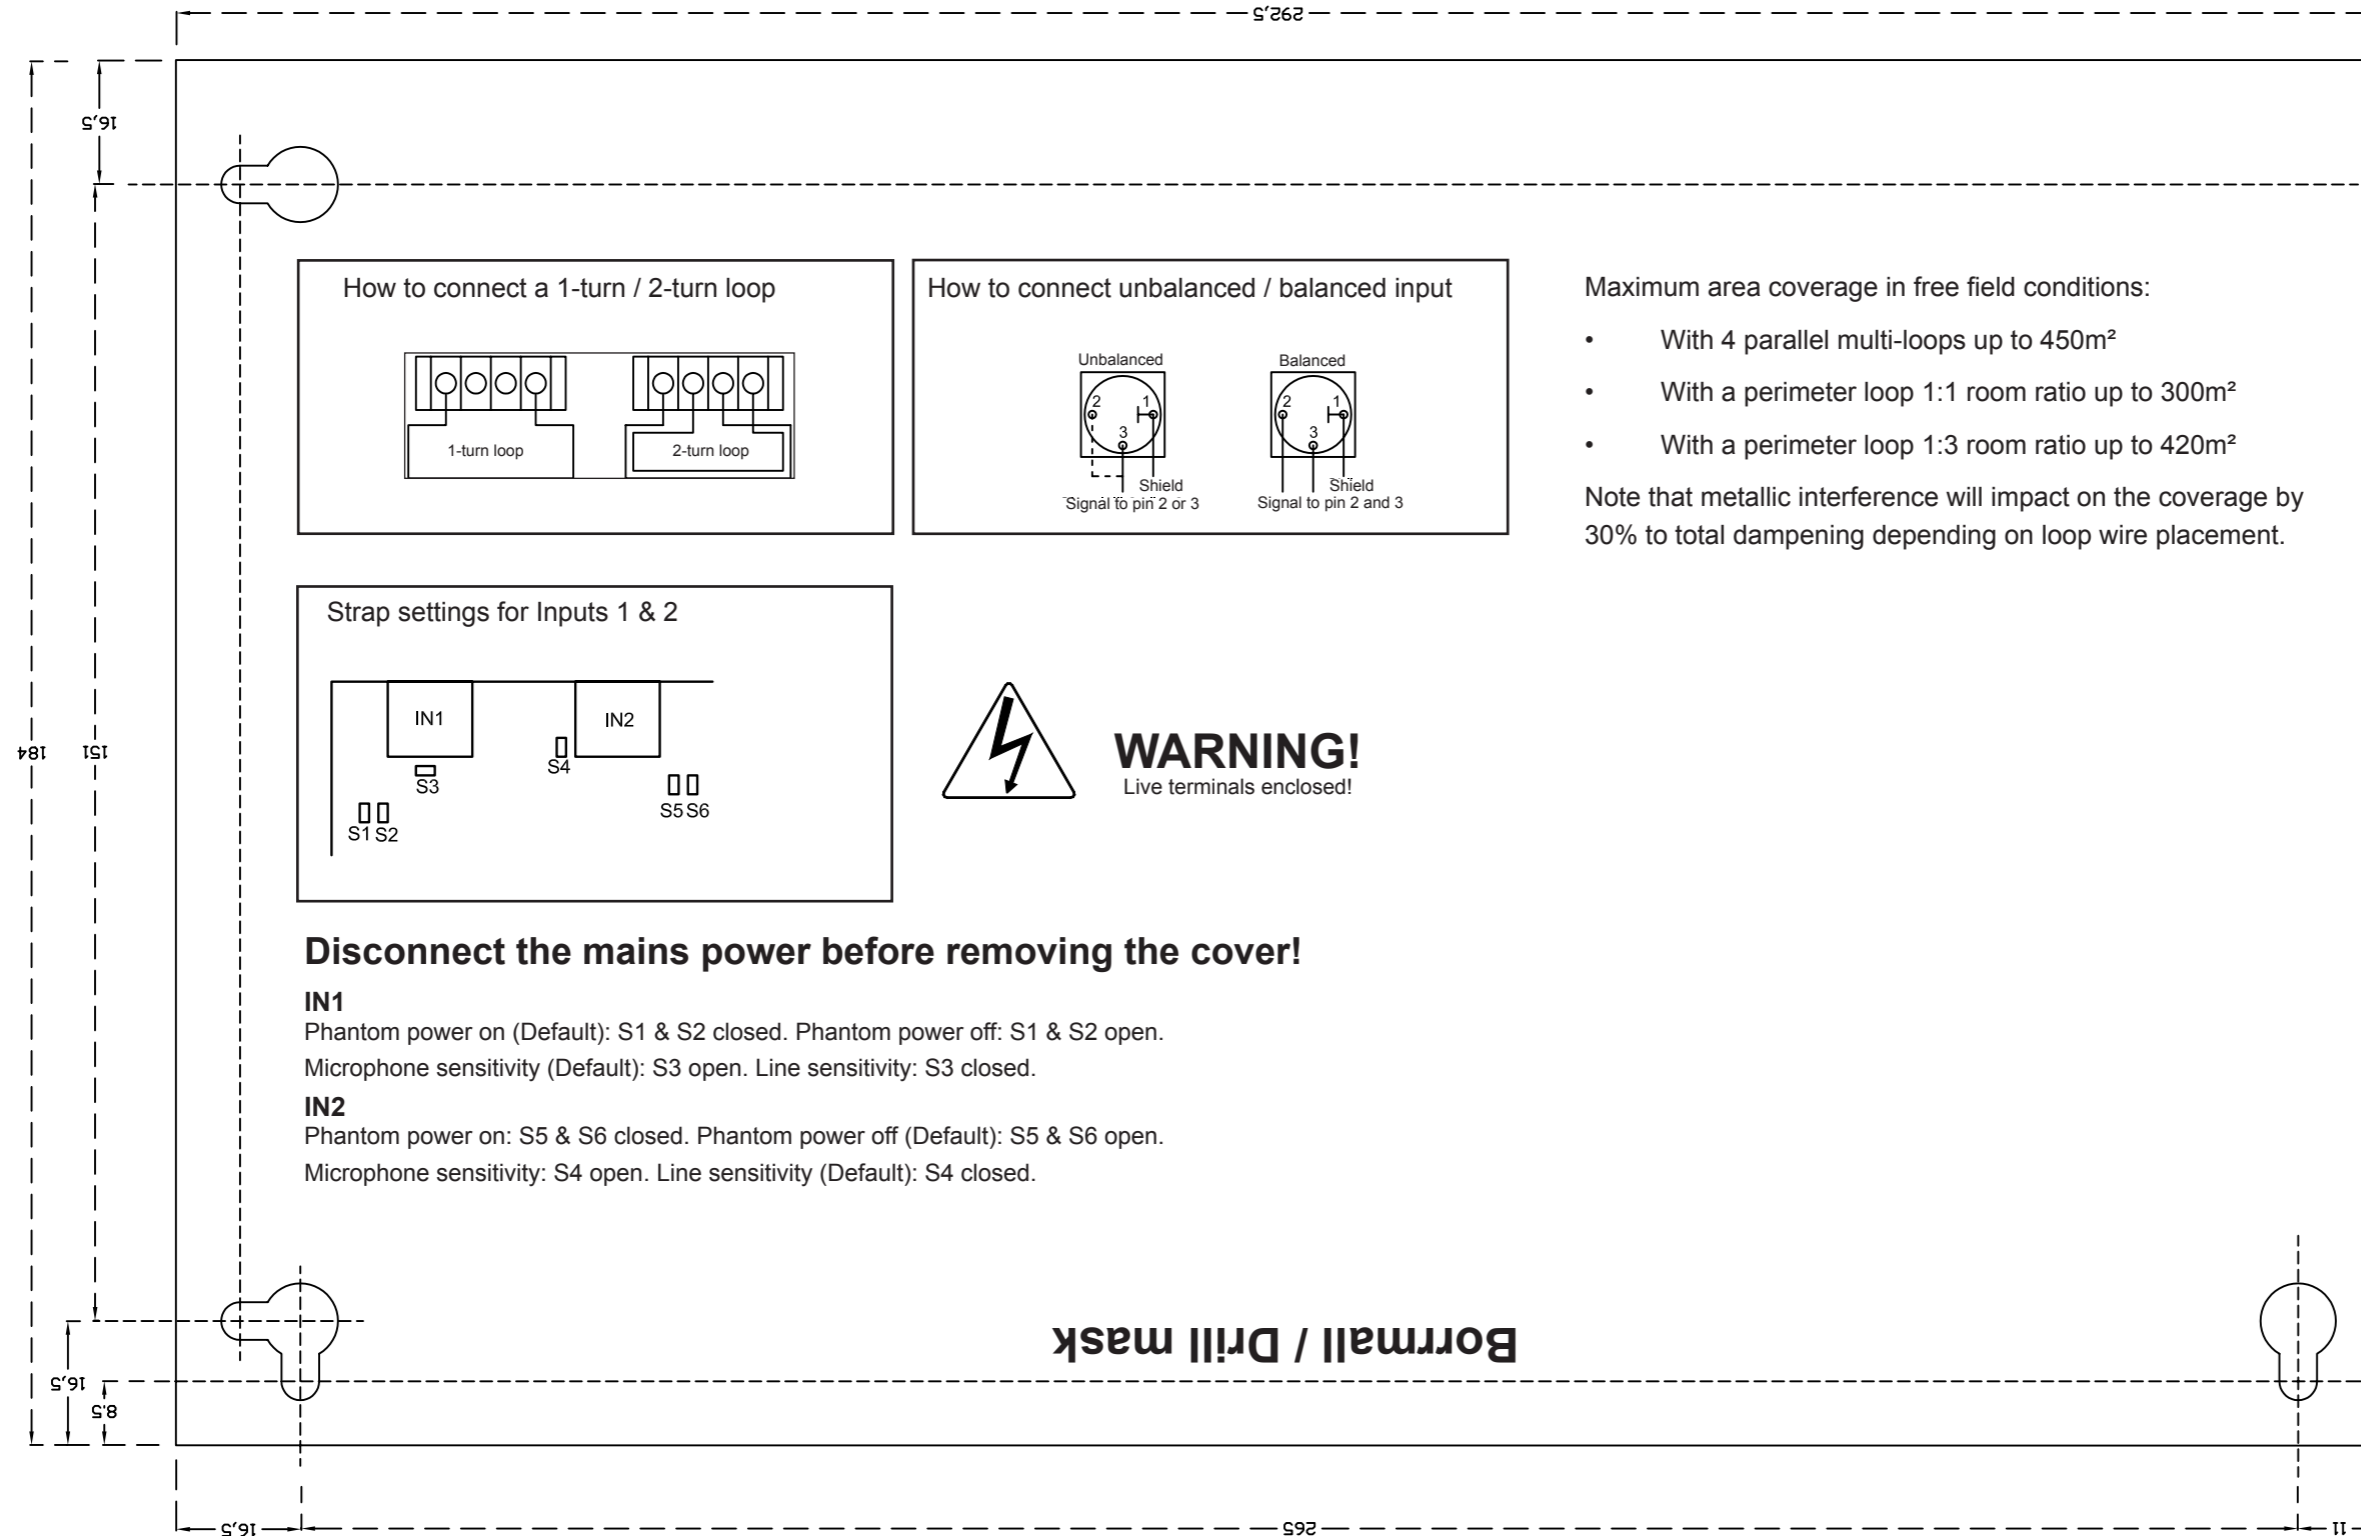 292,5
16,5
How to connect a 1-turn / 2-turn loop
1-turn loop
2-turn loop
How to connect unbalanced / balanced input
Unbalanced
2
1
3
Shield
Signal to pin 2 or 3
Balanced
2
1
3
Shield
Signal to pin 2 and 3
Maximum area coverage in free field conditions:
• With 4 parallel multi-loops up to 450m²
• With a perimeter loop 1:1 room ratio up to 300m²
• With a perimeter loop 1:3 room ratio up to 420m²
Note that metallic interference will impact on the coverage by
30% to total dampening depending on loop wire placement.
184
151
Strap settings for Inputs 1 & 2
IN1
IN2
S3
S4
S1 S2
S5 S6
WARNING!
Live terminals enclosed!
Disconnect the mains power before removing the cover!
IN1
Phantom power on (Default): S1 & S2 closed. Phantom power off: S1 & S2 open.
Microphone sensitivity (Default): S3 open. Line sensitivity: S3 closed.
IN2
Phantom power on: S5 & S6 closed. Phantom power off (Default): S5 & S6 open.
Microphone sensitivity: S4 open. Line sensitivity (Default): S4 closed.
Borrmall / Drill mask
16,5
8.5
16,5
265
11